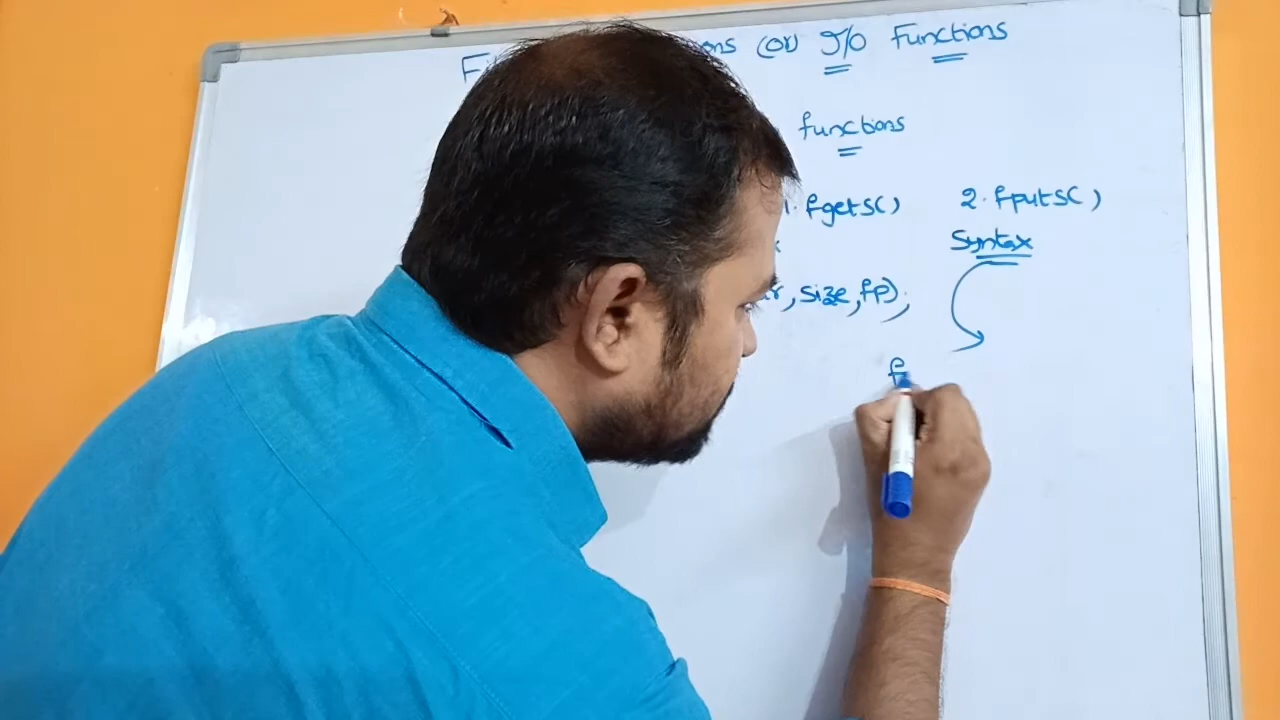 ons (or) I/O Functions
functions
1. fgets() 2. fputs()
Syntax
,size,fp);
f